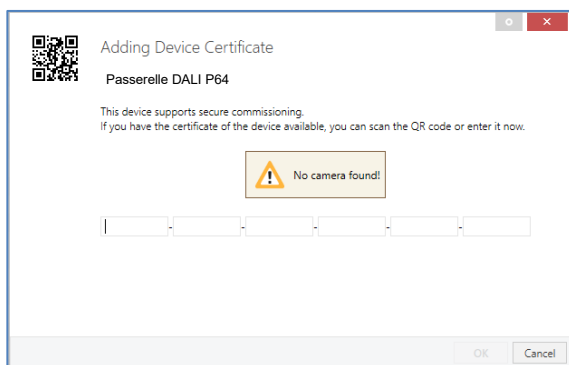 Adding Device Certificate
Passerelle DALI P64
This device supports secure commissioning.
If you have the certificate of the device available, you can scan the QR code or enter it now.
No camera found!
- - - - -
OK Cancel